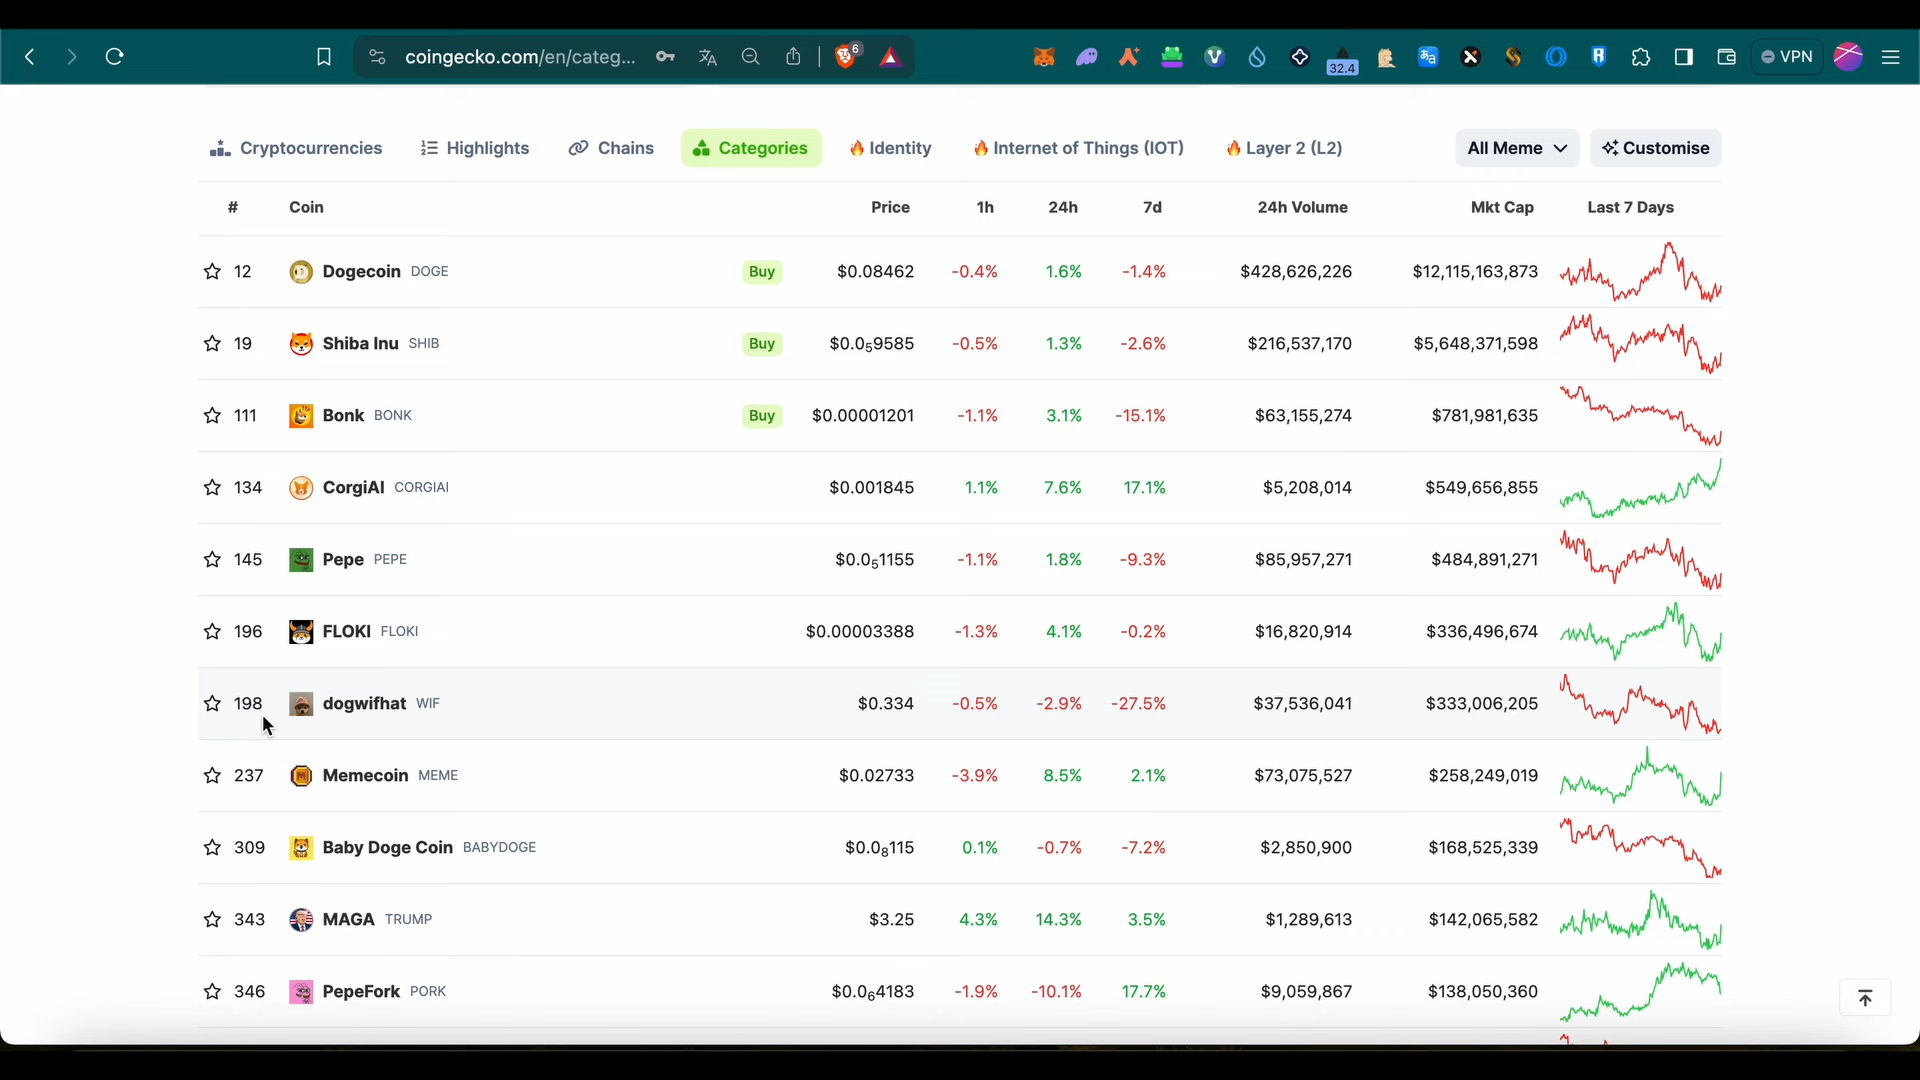 coingecko.com/en/categ...
6
32.4
VPN
Cryptocurrencies Highlights Chains Categories Identity Internet of Things (IOT) Layer 2 (L2) All Meme Customise
# Coin Price 1h 24h 7d 24h Volume Mkt Cap Last 7 Days
12 Dogecoin DOGE Buy $0.08462 -0.4% 1.6% -1.4% $428,626,226 $12,115,163,873
19 Shiba Inu SHIB Buy $0.0₅9585 -0.5% 1.3% -2.6% $216,537,170 $5,648,371,598
111 Bonk BONK Buy $0.00001201 -1.1% 3.1% -15.1% $63,155,274 $781,981,635
134 CorgiAI CORGIAI $0.001845 1.1% 7.6% 17.1% $5,208,014 $549,656,855
145 Pepe PEPE $0.0₅1155 -1.1% 1.8% -9.3% $85,957,271 $484,891,271
196 FLOKI FLOKI $0.00003388 -1.3% 4.1% -0.2% $16,820,914 $336,496,674
198 dogwifhat WIF $0.334 -0.5% -2.9% -27.5% $37,536,041 $333,006,205
237 Memecoin MEME $0.02733 -3.9% 8.5% 2.1% $73,075,527 $258,249,019
309 Baby Doge Coin BABYDOGE $0.0₈115 0.1% -0.7% -7.2% $2,850,900 $168,525,339
343 MAGA TRUMP $3.25 4.3% 14.3% 3.5% $1,289,613 $142,065,582
346 PepeFork PORK $0.0₆4183 -1.9% -10.1% 17.7% $9,059,867 $138,050,360